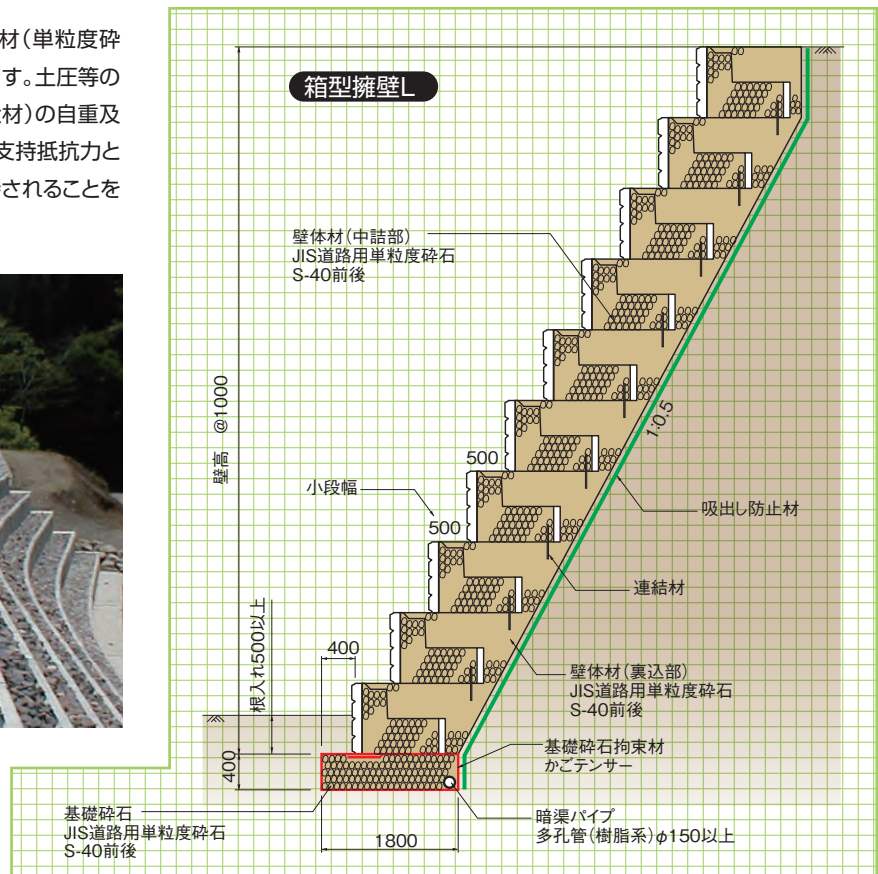 材（単粒度砕
す。土圧等の
材）の自重及
支持抵抗力と
されることを
箱型擁壁L
壁体材（中詰部）
JIS道路用単粒度砕石
S-40前後
壁高 @1000
1:0.5
500
小段幅
500
吸出し防止材
連結材
根入れ500以上
400
壁体材（裏込部）
JIS道路用単粒度砕石
S-40前後
400
基礎砕石拘束材
かごテンサー
基礎砕石
JIS道路用単粒度砕石
S-40前後
1800
暗渠パイプ
多孔管（樹脂系）φ150以上